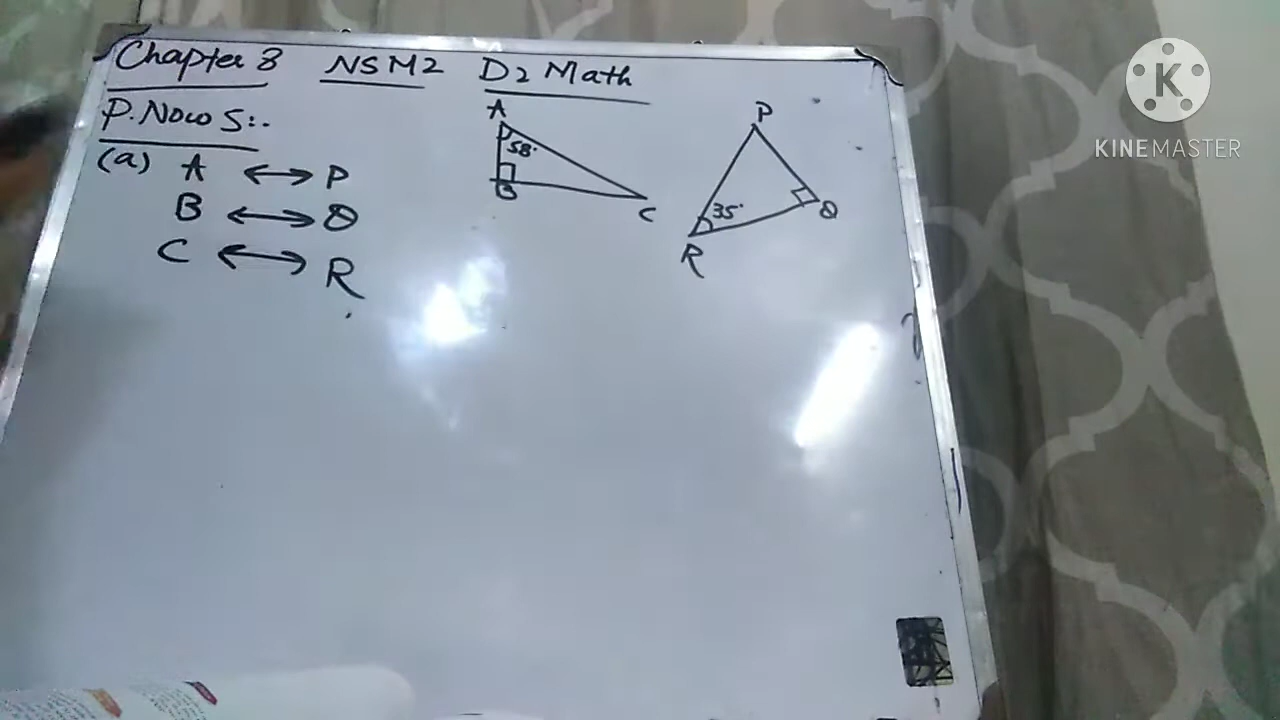 Chapter 8 NSM2 D2 Math
P. Now 5:-
(a) A ↔ P
B ↔ Q
C ↔ R
A
58°
B
C
P
35°
Q
R
K
KINEMASTER